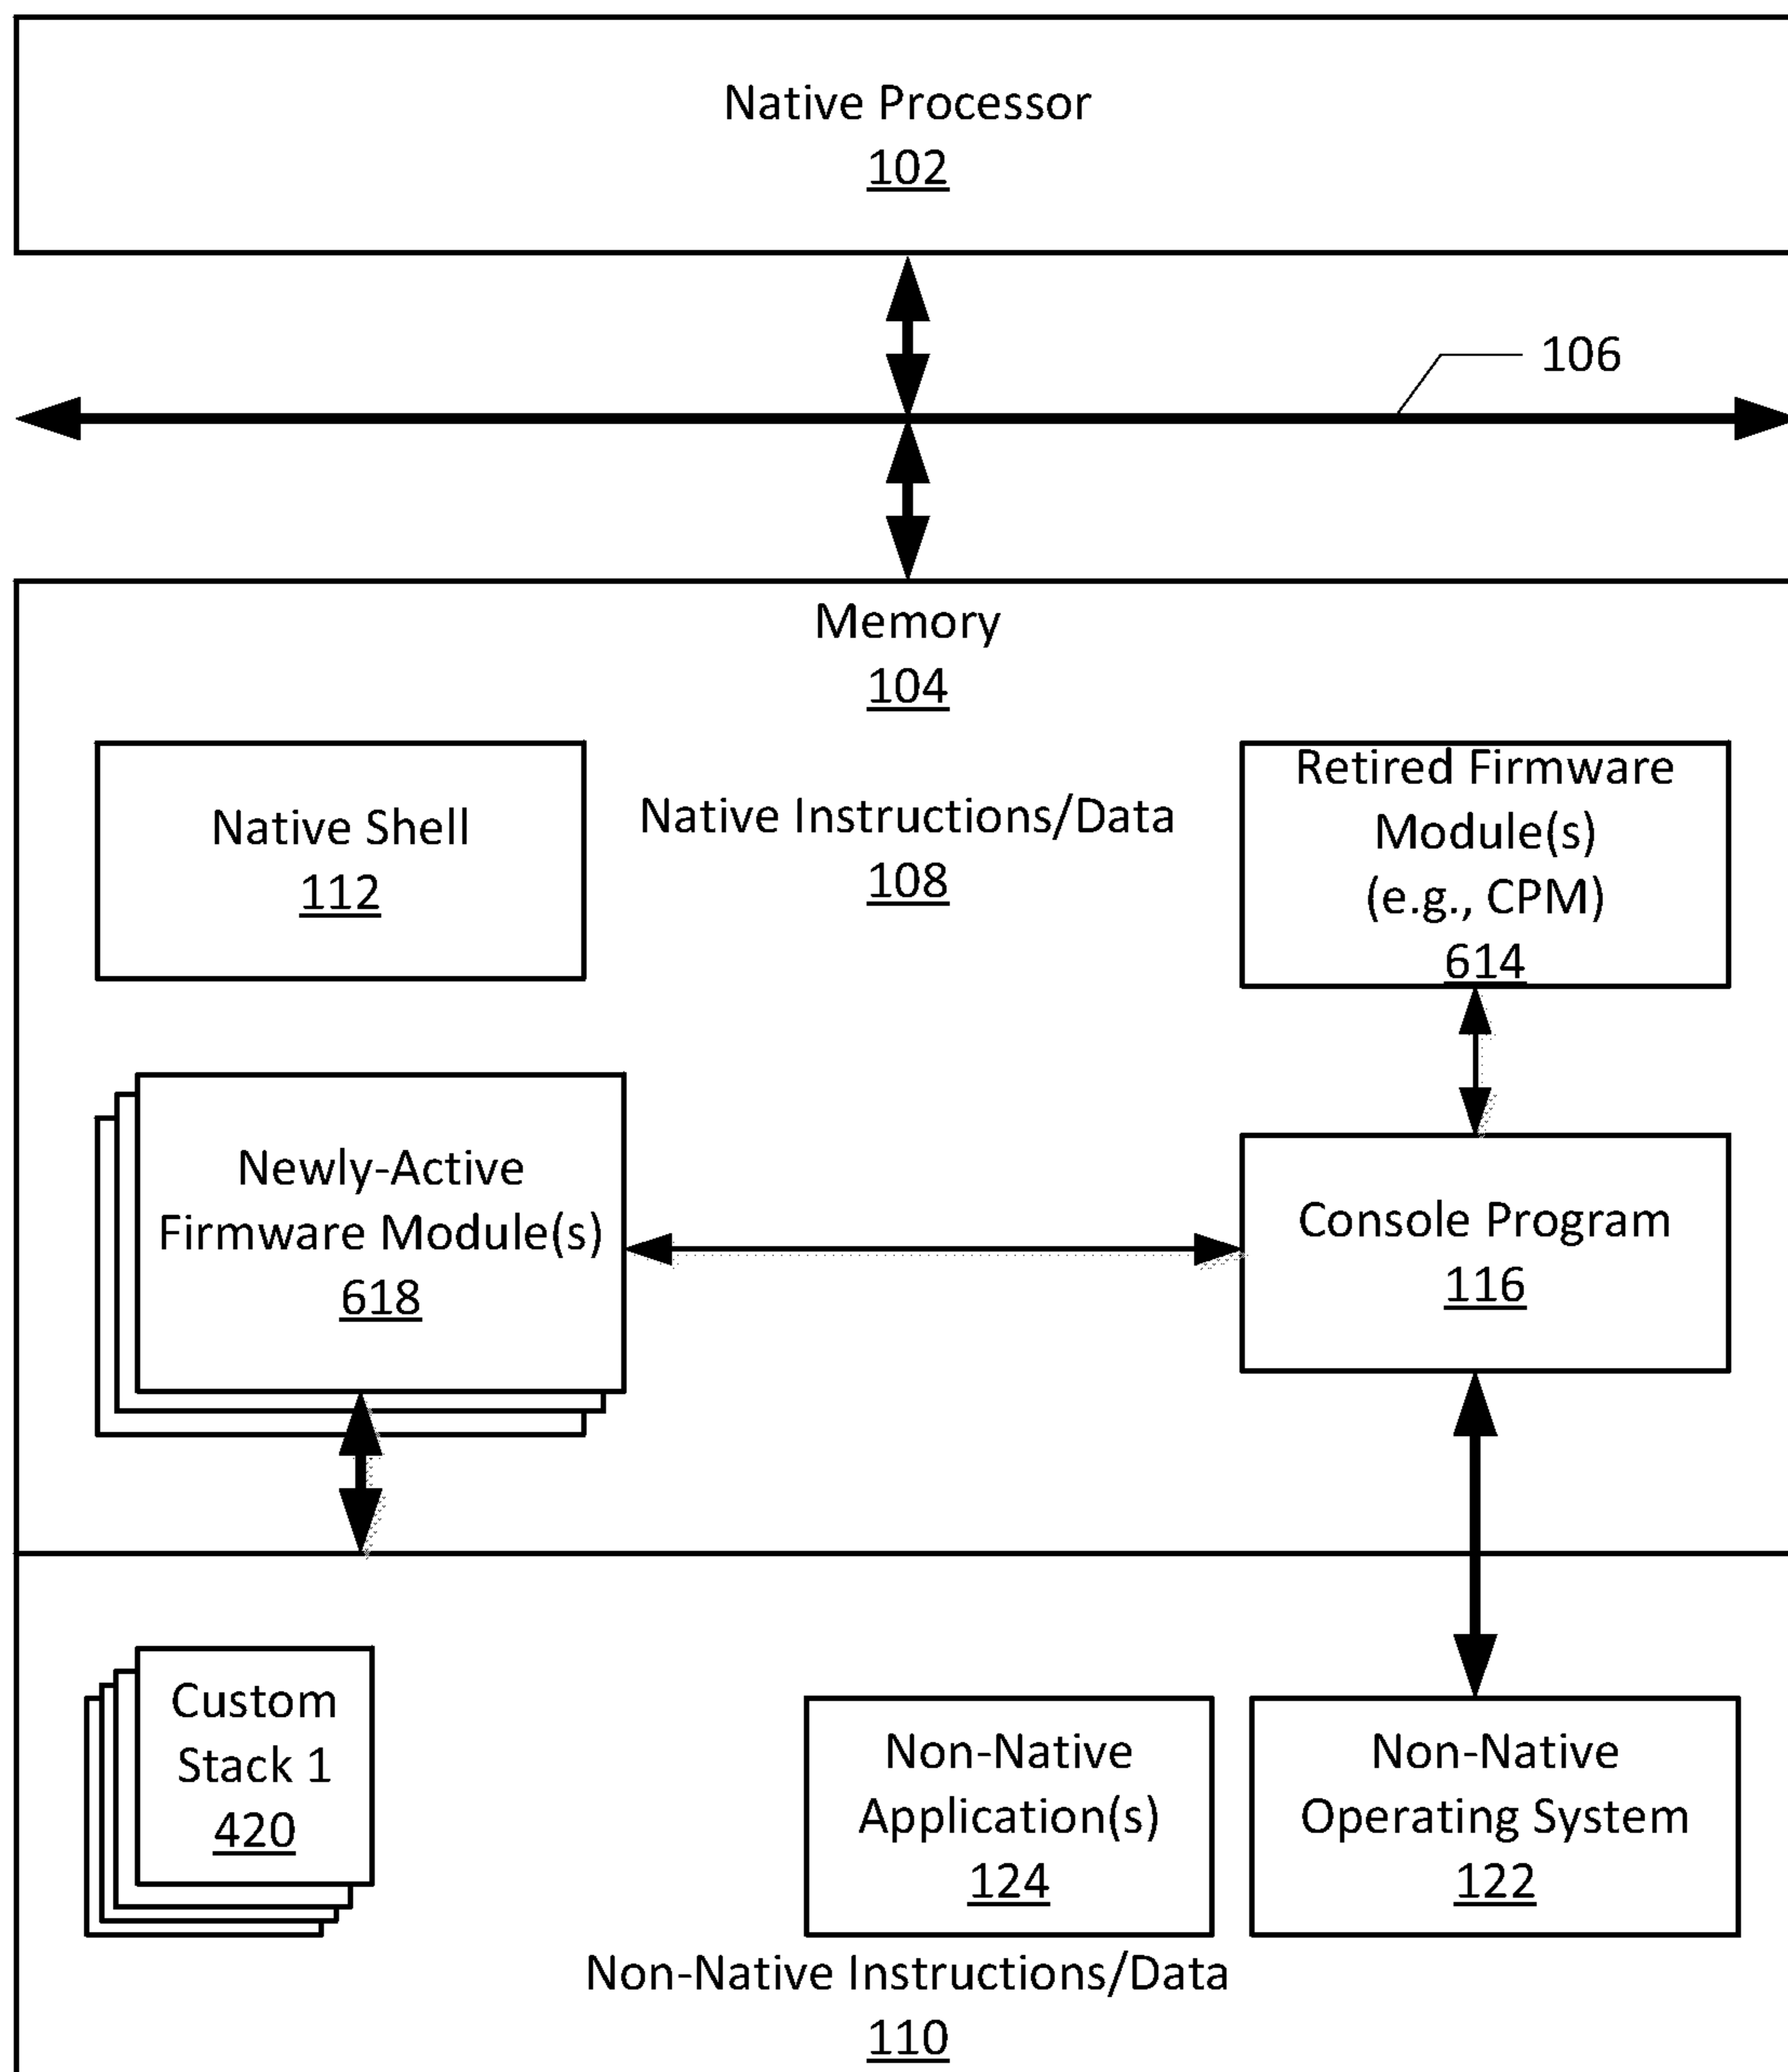 Native Processor
102
106
Memory
104
Native Shell
112
Native Instructions/Data
108
Retired Firmware
Module(s)
(e.g., CPM)
614
Newly-Active
Firmware Module(s)
618
Console Program
116
Custom
Stack 1
420
Non-Native
Application(s)
124
Non-Native
Operating System
122
Non-Native Instructions/Data
110